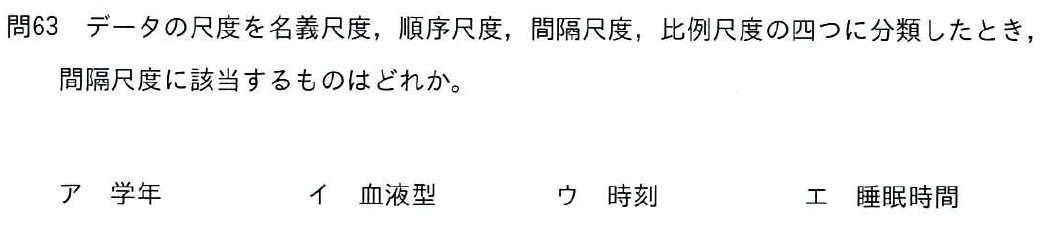 問63　データの尺度を名義尺度，順序尺度，間隔尺度，比例尺度の四つに分類したとき，
間隔尺度に該当するものはどれか。
ア　学年　　イ　血液型　　ウ　時刻　　エ　睡眠時間